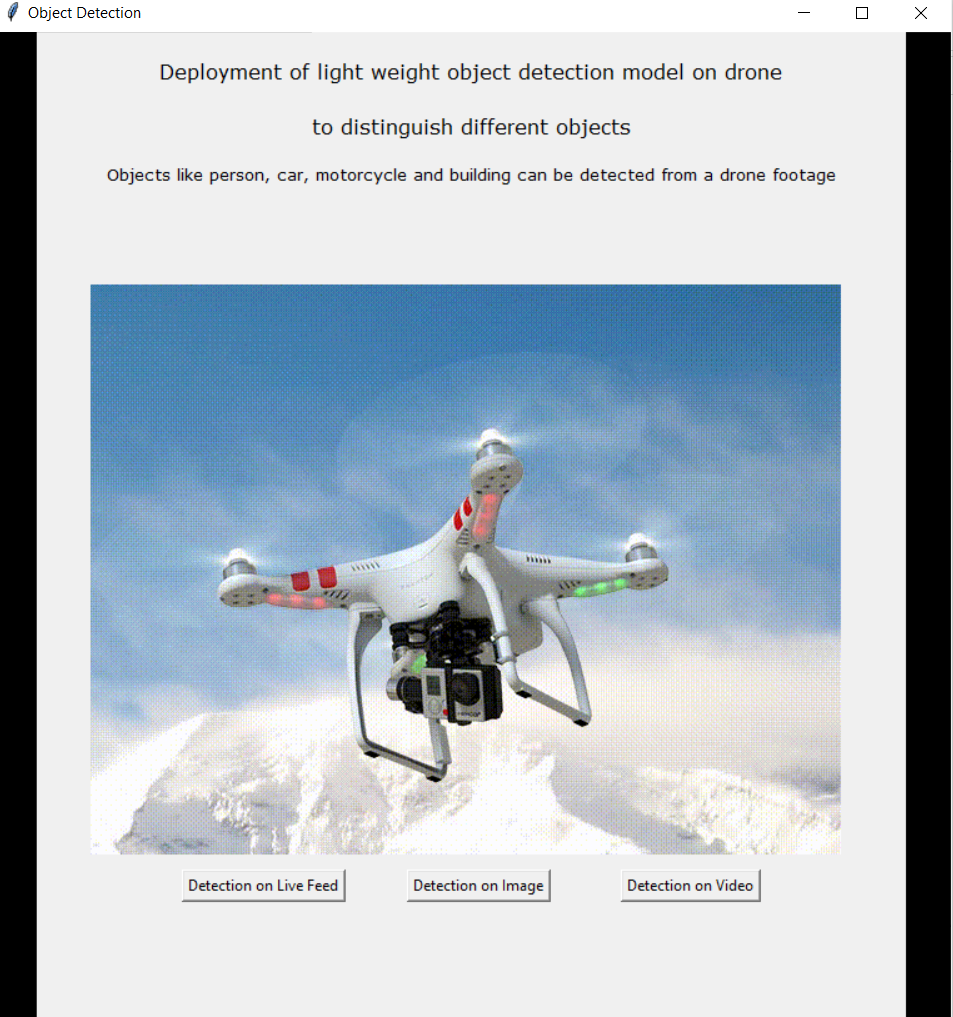 Object Detection
Deployment of light weight object detection model on drone
to distinguish different objects
Objects like person, car, motorcycle and building can be detected from a drone footage
Detection on Live Feed
Detection on Image
Detection on Video